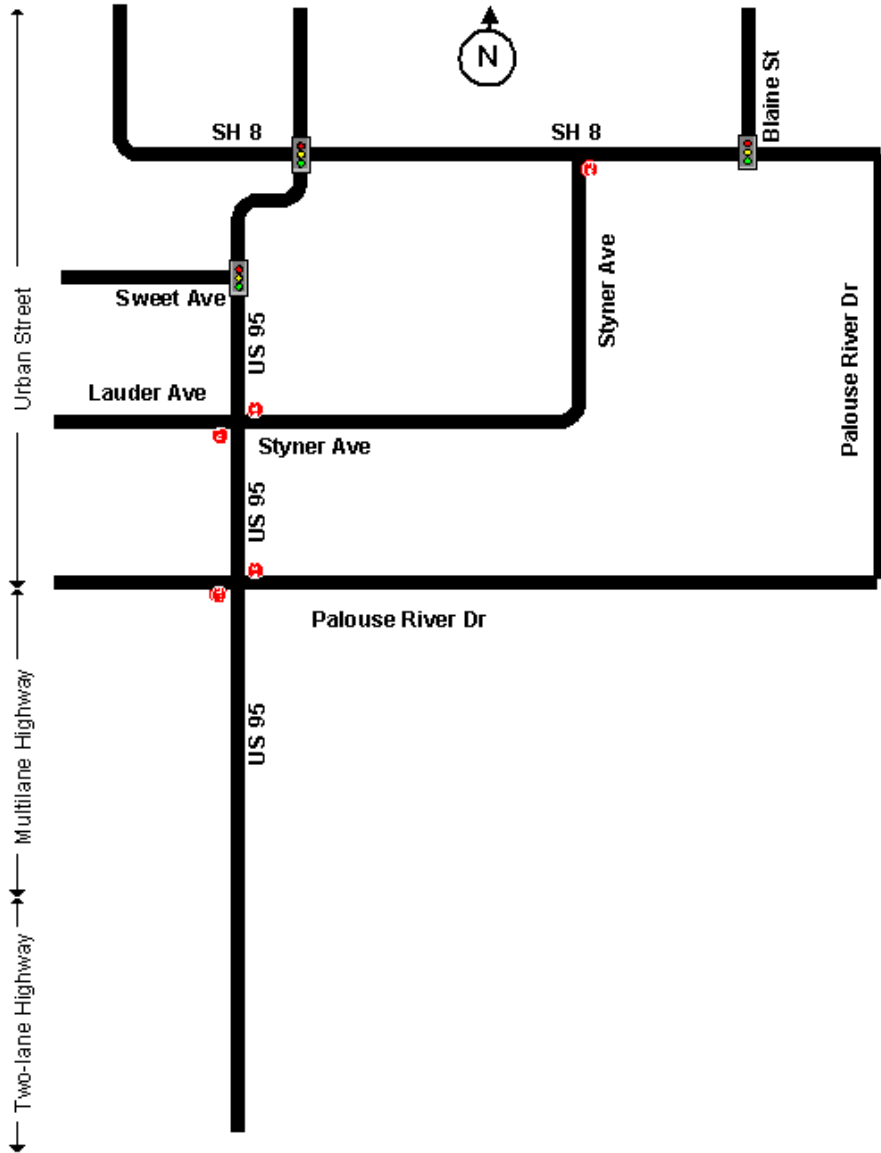 N
SH 8
SH 8
Blaine St
Sweet Ave
US 95
Styner Ave
Palouse River Dr
Urban Street
Lauder Ave
Styner Ave
US 95
Palouse River Dr
US 95
Multilane Highway
Two-lane Highway